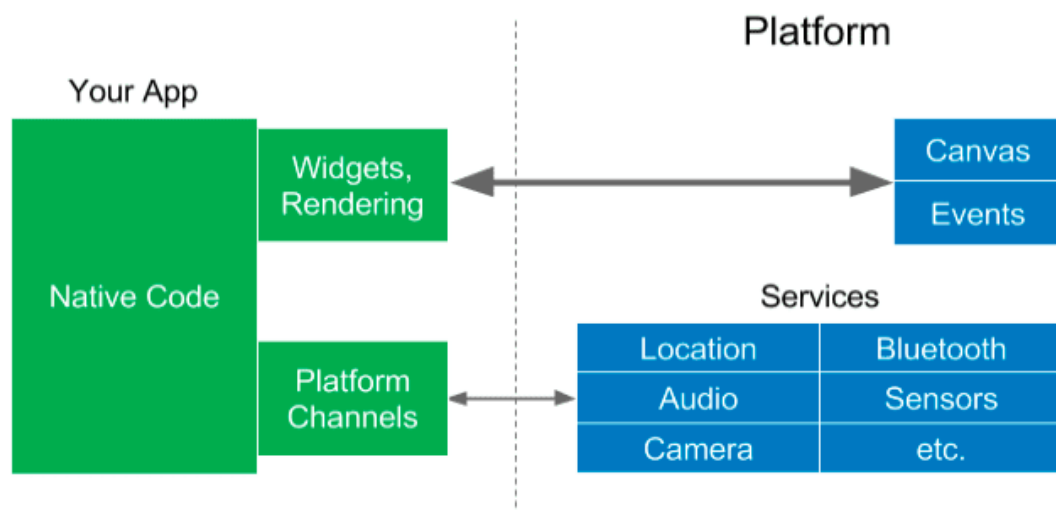 Platform
Your App
Widgets,
Rendering
Canvas
Events
Native Code
Services
Platform
Channels
Location
Bluetooth
Audio
Sensors
Camera
etc.